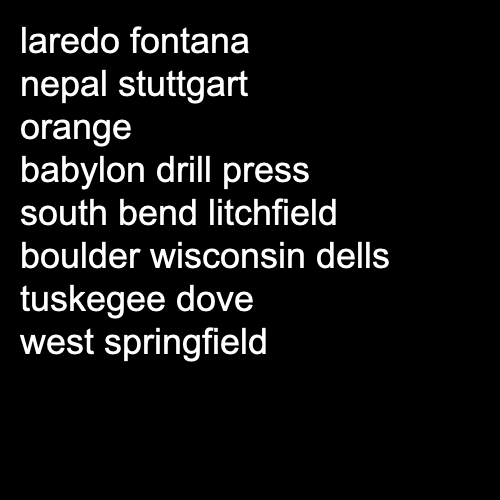 laredo fontana
nepal stuttgart
orange
babylon drill press
south bend litchfield
boulder wisconsin dells
tuskegee dove
west springfield